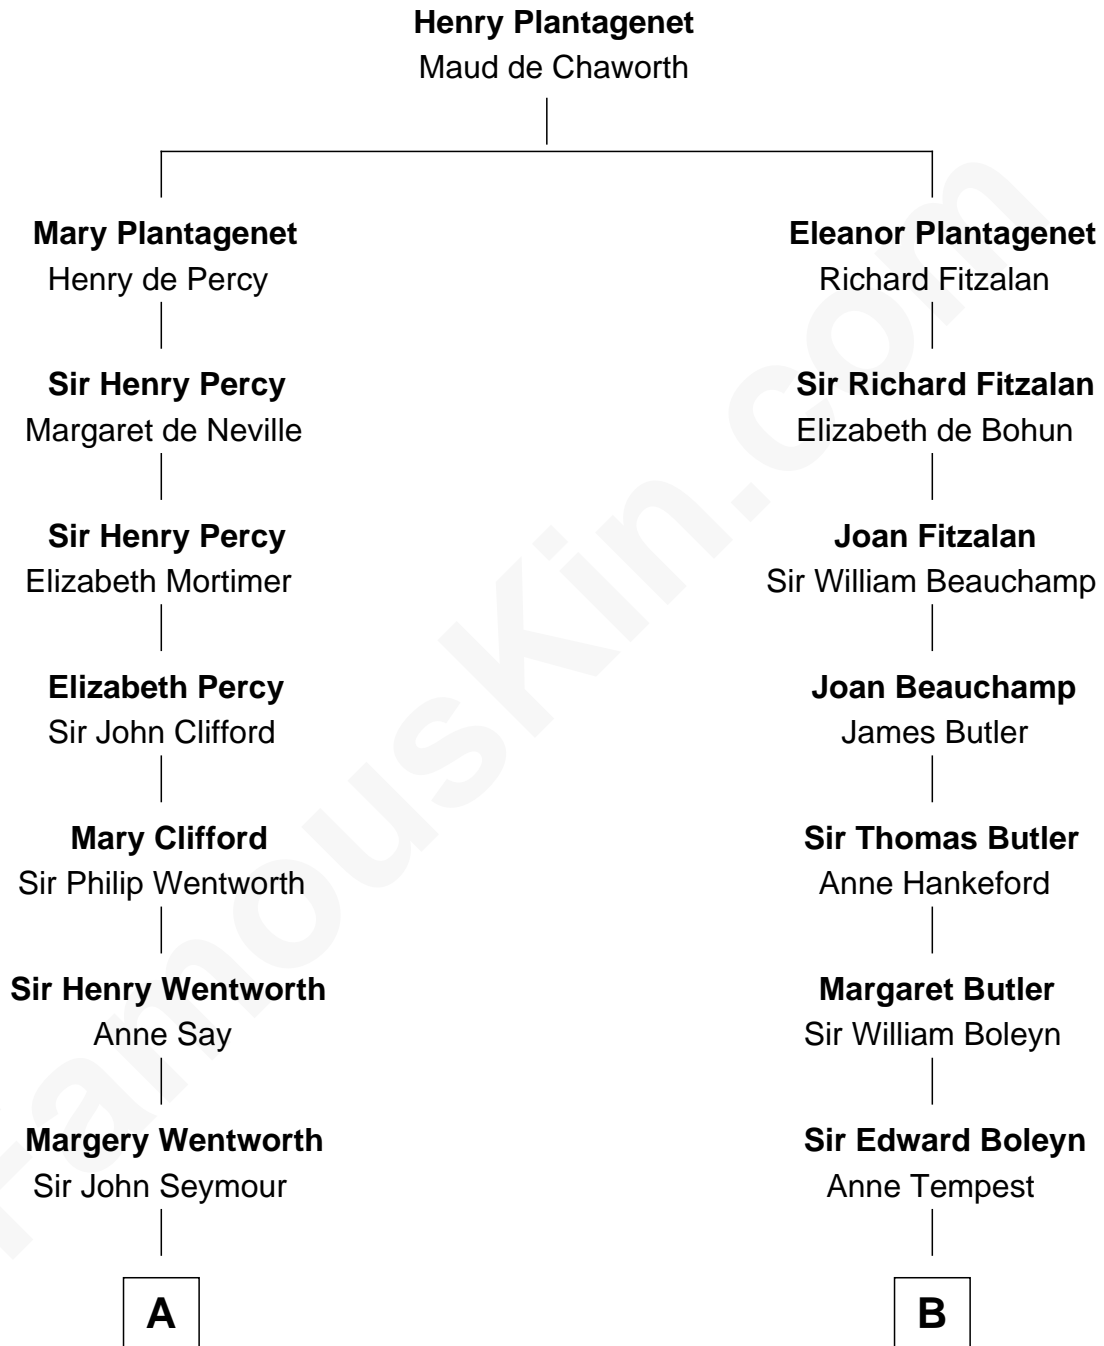 Henry Plantagenet
Maud de Chaworth
Mary Plantagenet
Henry de Percy
Eleanor Plantagenet
Richard Fitzalan
Sir Henry Percy
Margaret de Neville
Sir Richard Fitzalan
Elizabeth de Bohun
Sir Henry Percy
Elizabeth Mortimer
Joan Fitzalan
Sir William Beauchamp
Elizabeth Percy
Sir John Clifford
Joan Beauchamp
James Butler
Mary Clifford
Sir Philip Wentworth
Sir Thomas Butler
Anne Hankeford
Sir Henry Wentworth
Anne Say
Margaret Butler
Sir William Boleyn
Margery Wentworth
Sir John Seymour
Sir Edward Boleyn
Anne Tempest
A
B
FamousKin.com